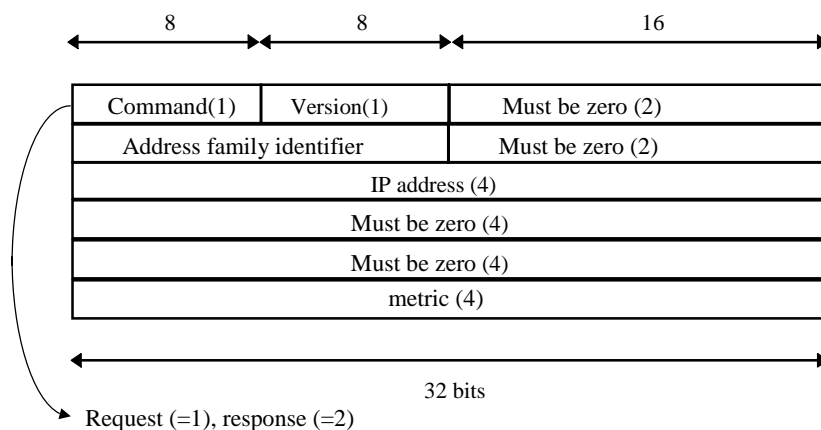 8 8 16
Command(1) Version(1) Must be zero (2)
Address family identifier Must be zero (2)
IP address (4)
Must be zero (4)
Must be zero (4)
metric (4)
32 bits
Request (=1), response (=2)